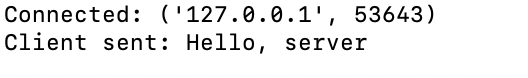 Connected: ('127.0.0.1', 53643)
Client sent: Hello, server